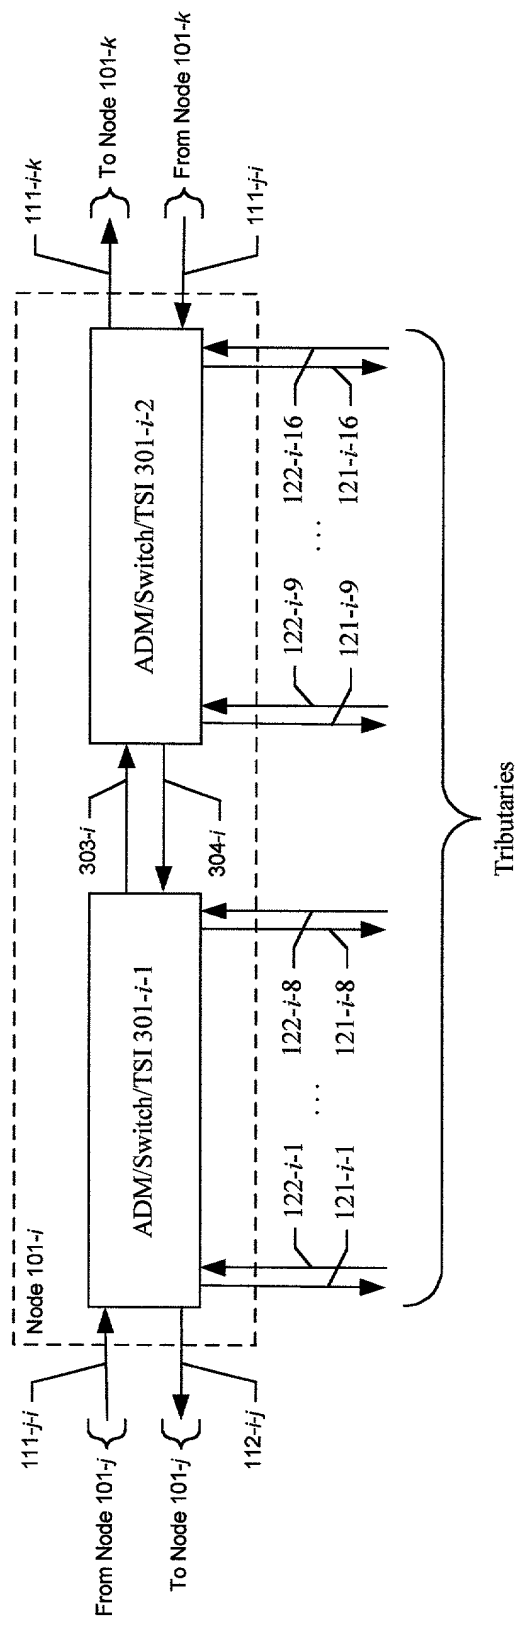 Node 101-i
111-j-i
From Node 101-j
To Node 101-j
112-i-j
ADM/Switch/TSI 301-i-1
303-i
304-i
ADM/Switch/TSI 301-i-2
111-i-k
To Node 101-k
From Node 101-k
111-j-i
122-i-1 ... 122-i-8
121-i-1 ... 121-i-8
122-i-9 ... 122-i-16
121-i-9 ... 121-i-16
Tributaries